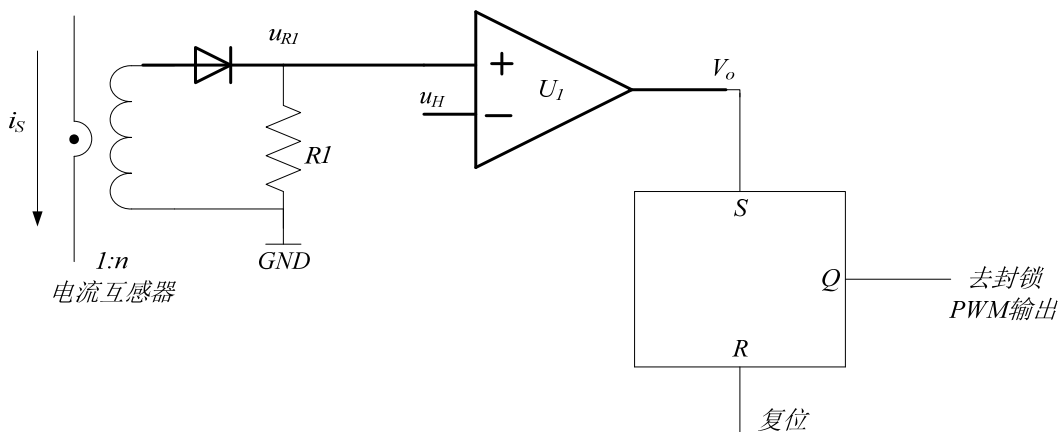 u_R1
+
U_1
V_o
u_H
−
i_S
R1
S
1:n
电流互感器
GND
Q
去封锁
PWM输出
R
复位